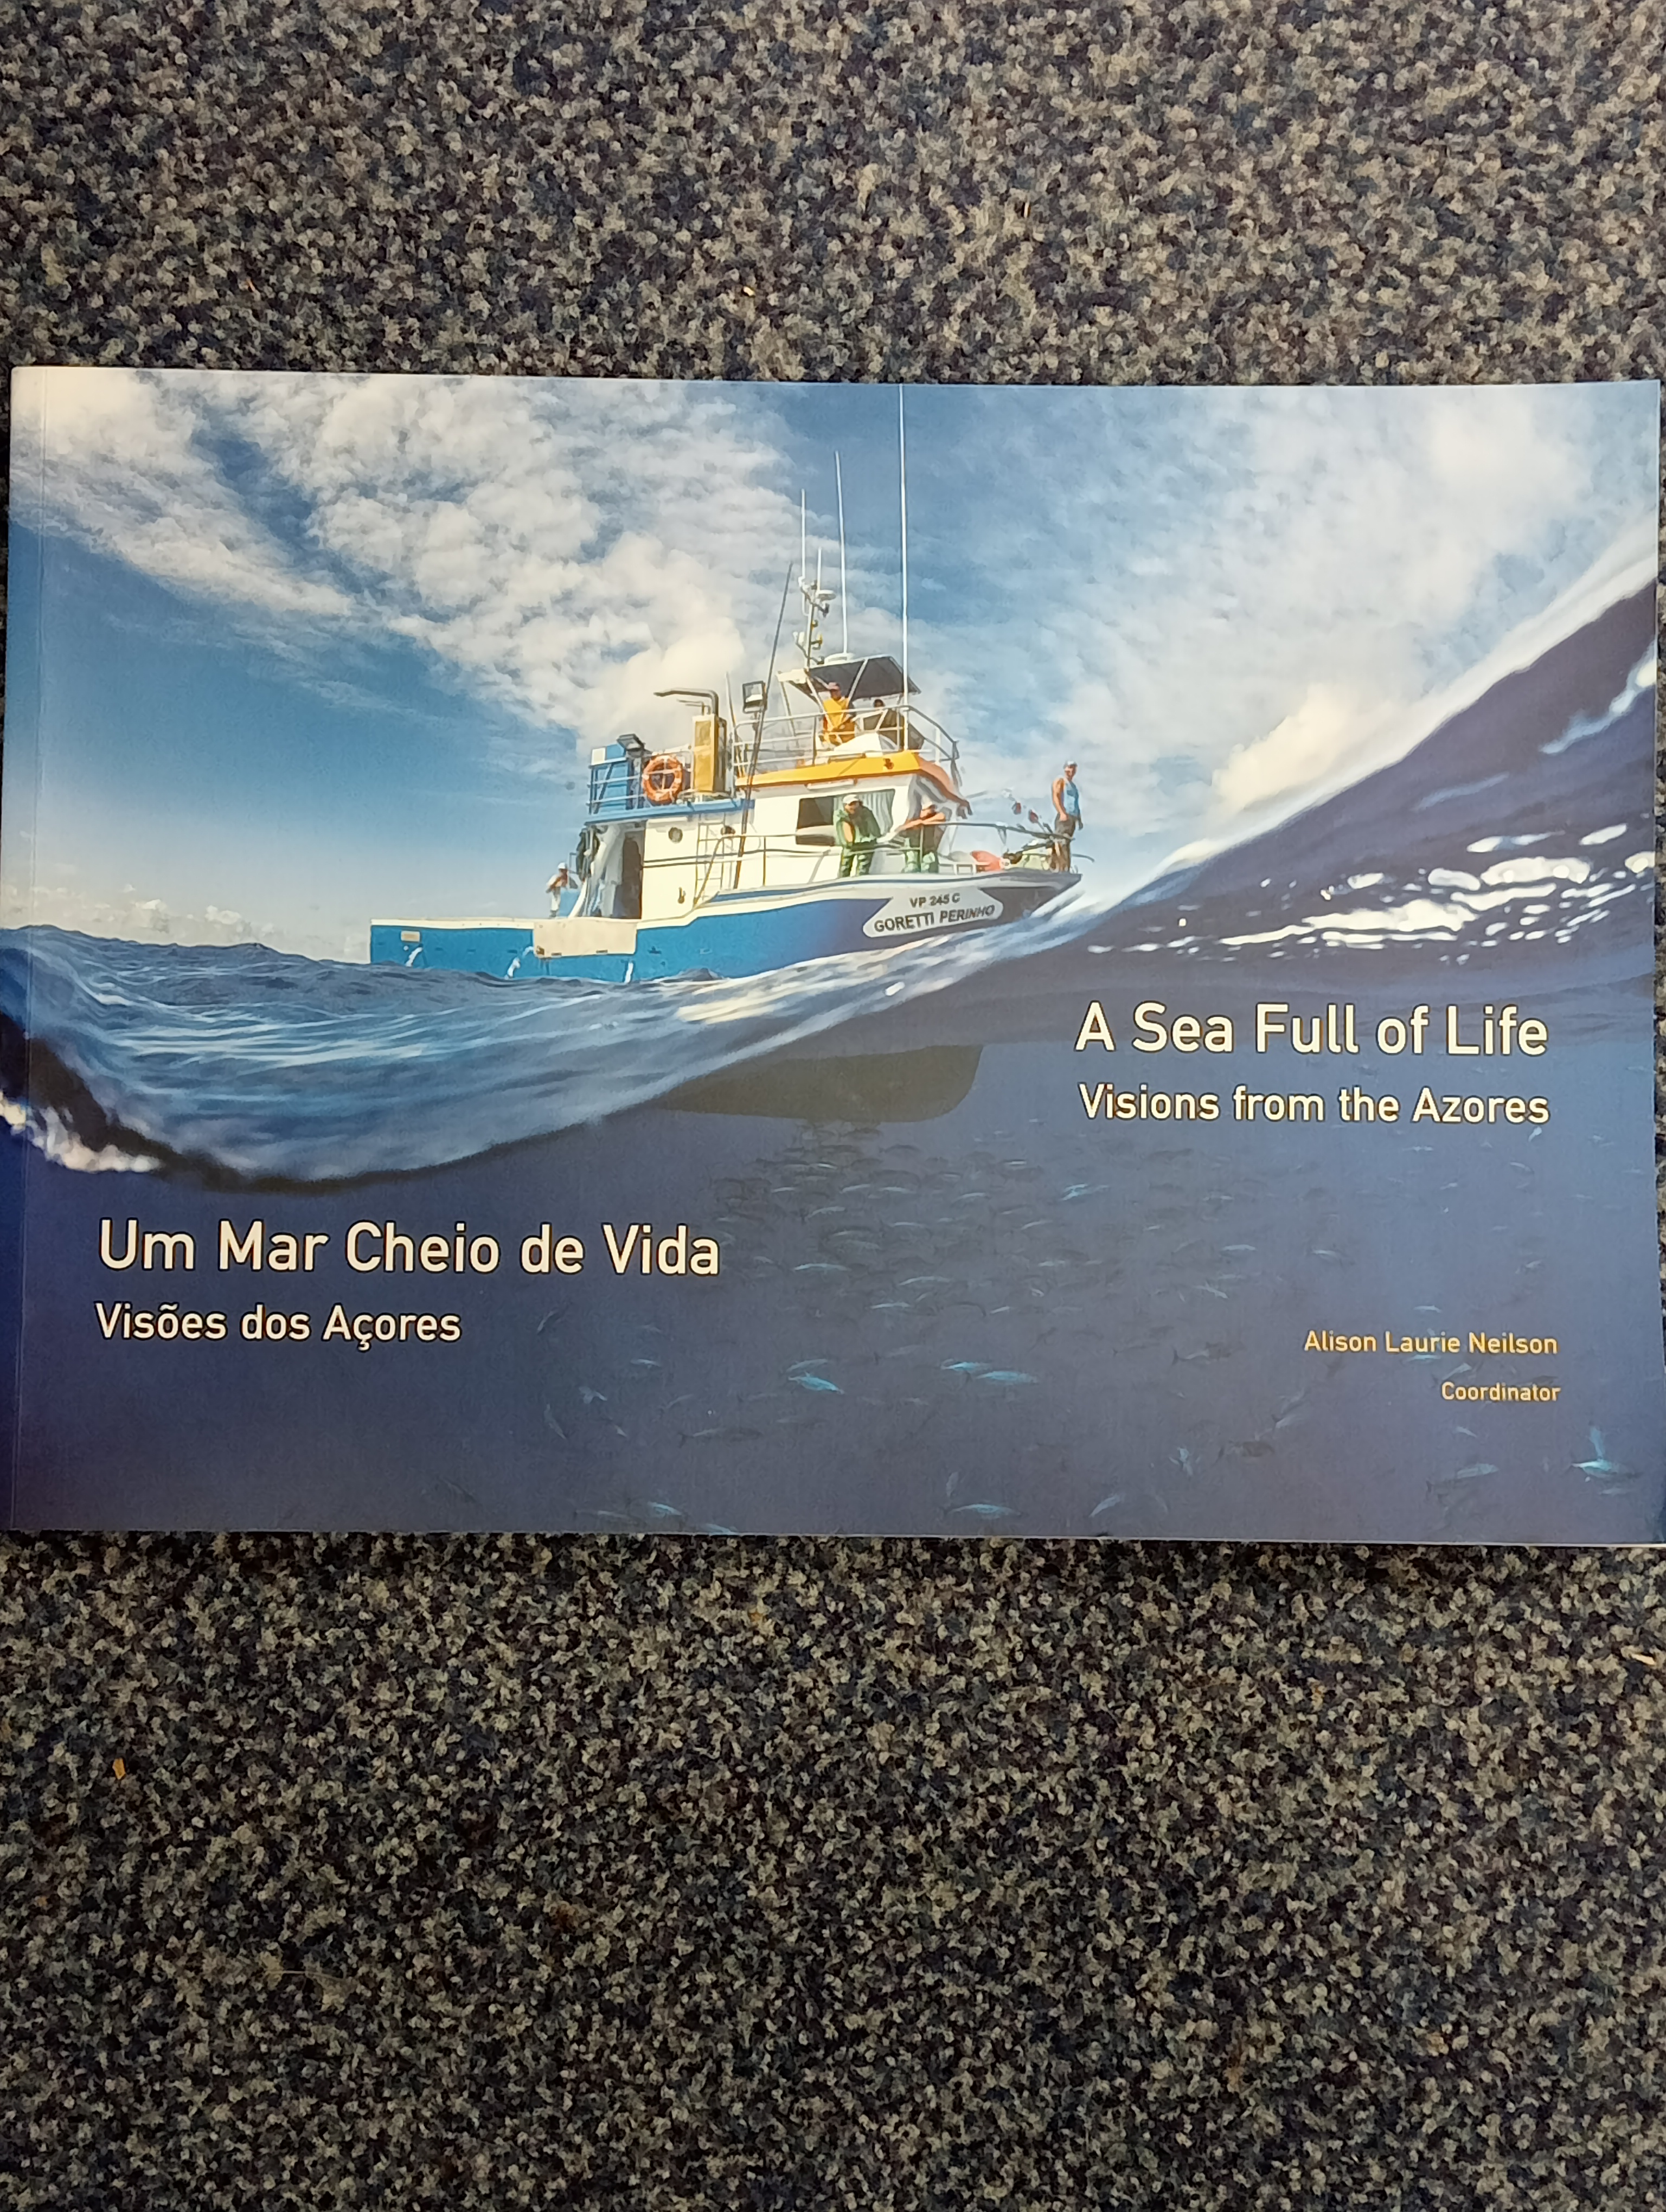 VP 245 C
GORETTI PERINHO
A Sea Full of Life
Visions from the Azores
Um Mar Cheio de Vida
Visões dos Açores
Alison Laurie Neilson
Coordinator